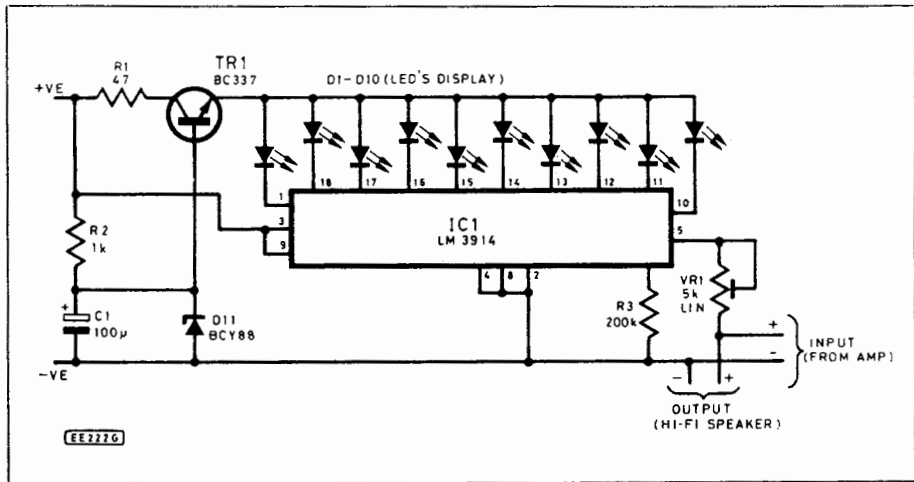 TR1
BC337
R1
47
+VE
D1-D10 (LED'S DISPLAY)
1
18
17
16
15
14
13
12
11
10
3
9
IC1
LM 3914
5
R2
1k
4
8
2
VR1
5k
LIN
R3
200k
+
C1
100μ
D11
BCY88
+
-
INPUT
(FROM AMP)
-VE
-
+
OUTPUT
(HI-FI SPEAKER)
EE222G